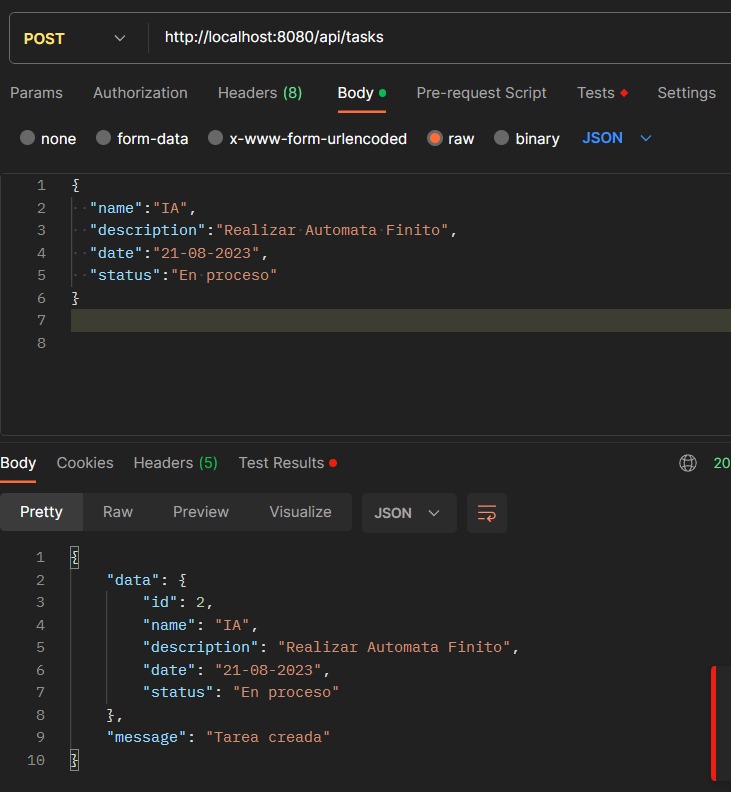 POST http://localhost:8080/api/tasks
Params Authorization Headers (8) Body Pre-request Script Tests Settings
none form-data x-www-form-urlencoded raw binary JSON
1 {
2 "name":"IA",
3 "description":"Realizar Automata Finito",
4 "date":"21-08-2023",
5 "status":"En proceso"
6 }
7
8
Body Cookies Headers (5) Test Results 20
Pretty Raw Preview Visualize JSON
1 {
2 "data": {
3 "id": 2,
4 "name": "IA",
5 "description": "Realizar Automata Finito",
6 "date": "21-08-2023",
7 "status": "En proceso"
8 },
9 "message": "Tarea creada"
10 }